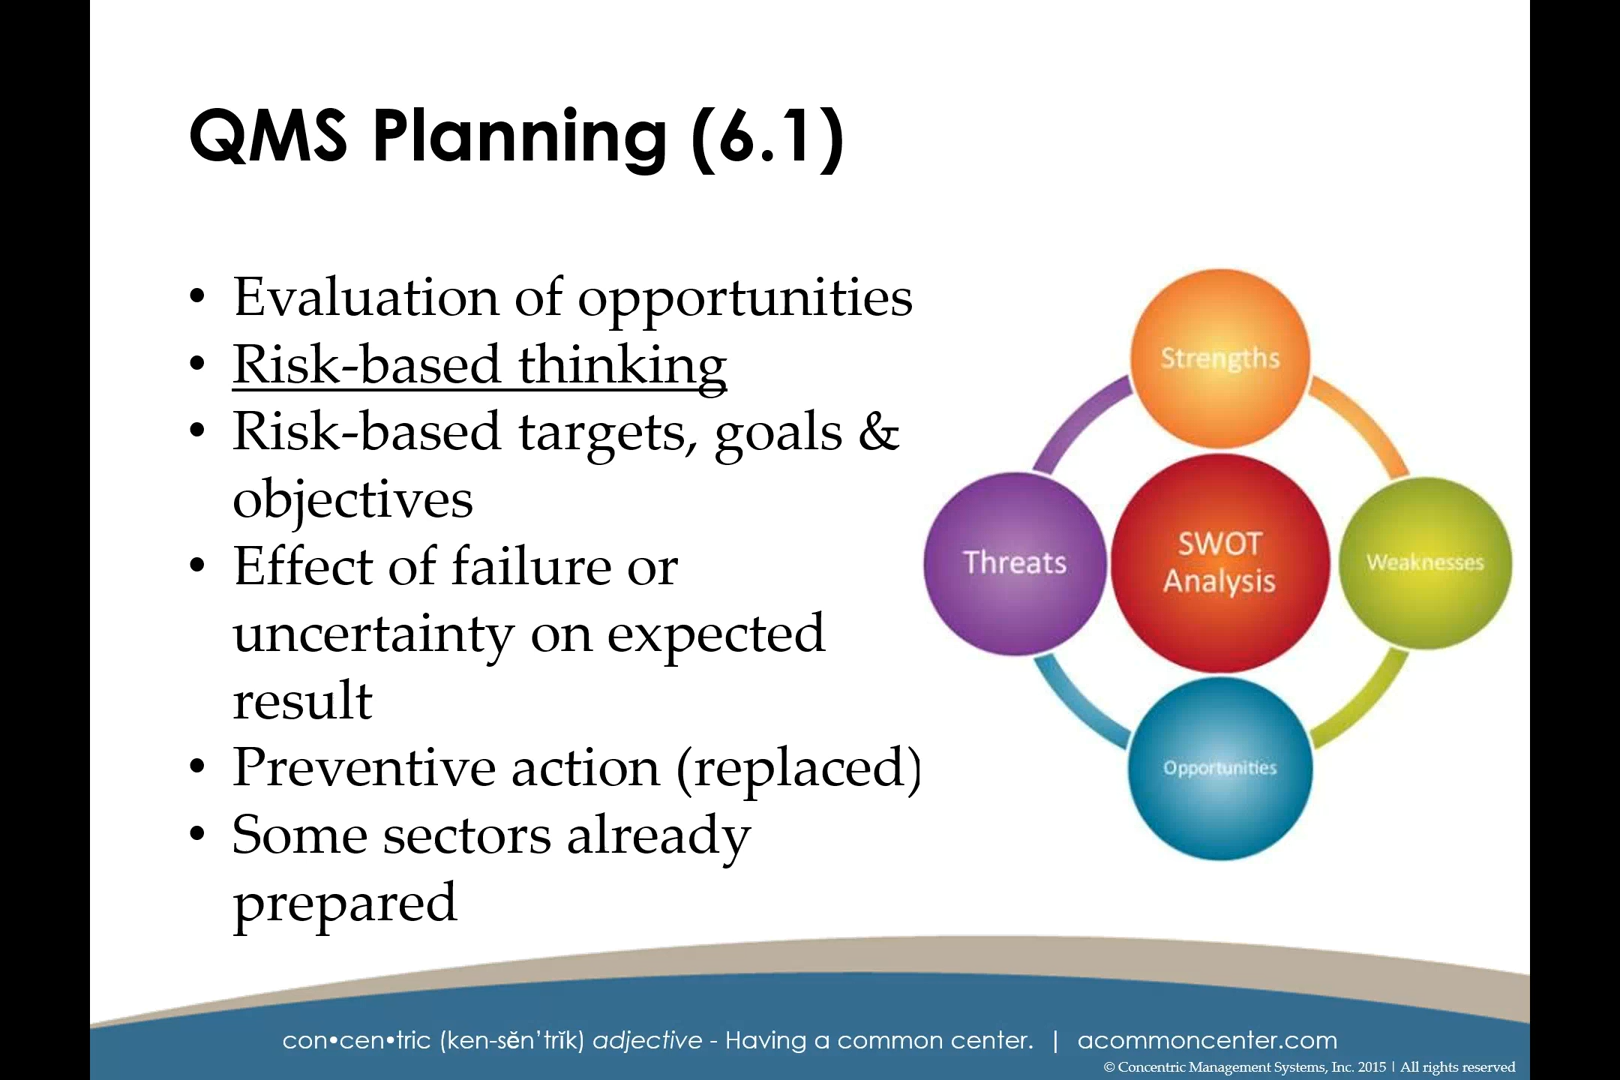 QMS Planning (6.1)
• Evaluation of opportunities
• Risk-based thinking
• Risk-based targets, goals &
objectives
• Effect of failure or
uncertainty on expected
result
• Preventive action (replaced)
• Some sectors already
prepared
Strengths
Threats
SWOT
Analysis
Weaknesses
Opportunities
con•cen•tric (ken-sĕn’trĭk) adjective - Having a common center. | acommoncenter.com
© Concentric Management Systems, Inc. 2015 | All rights reserved